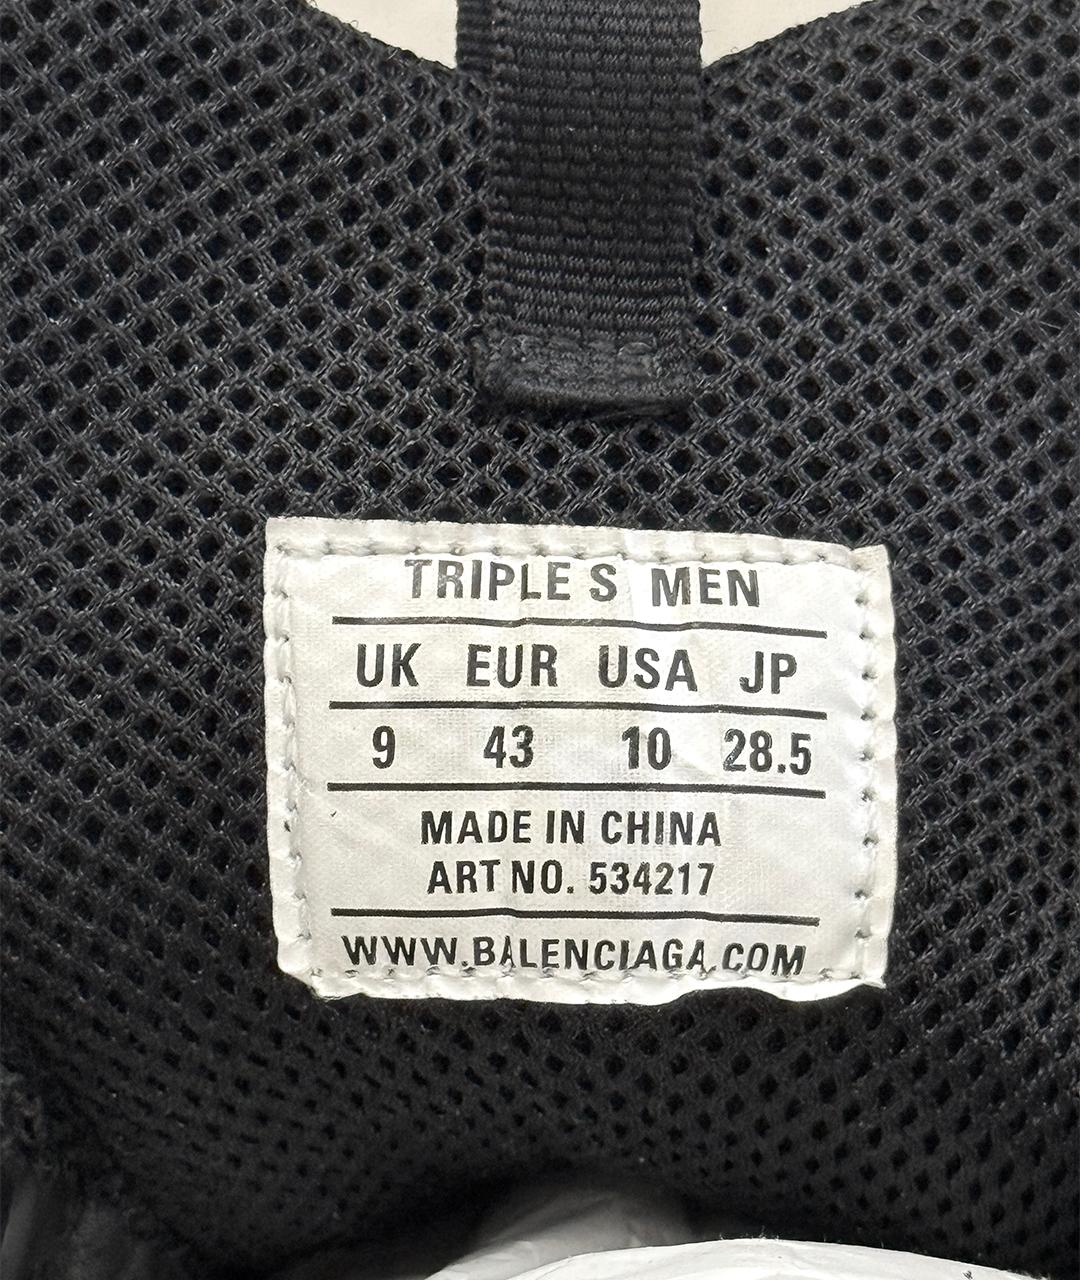 TRIPLE S MEN
UK EUR USA JP
9 43 10 28.5
MADE IN CHINA
ART NO. 534217
WWW.BALENCIAGA.COM